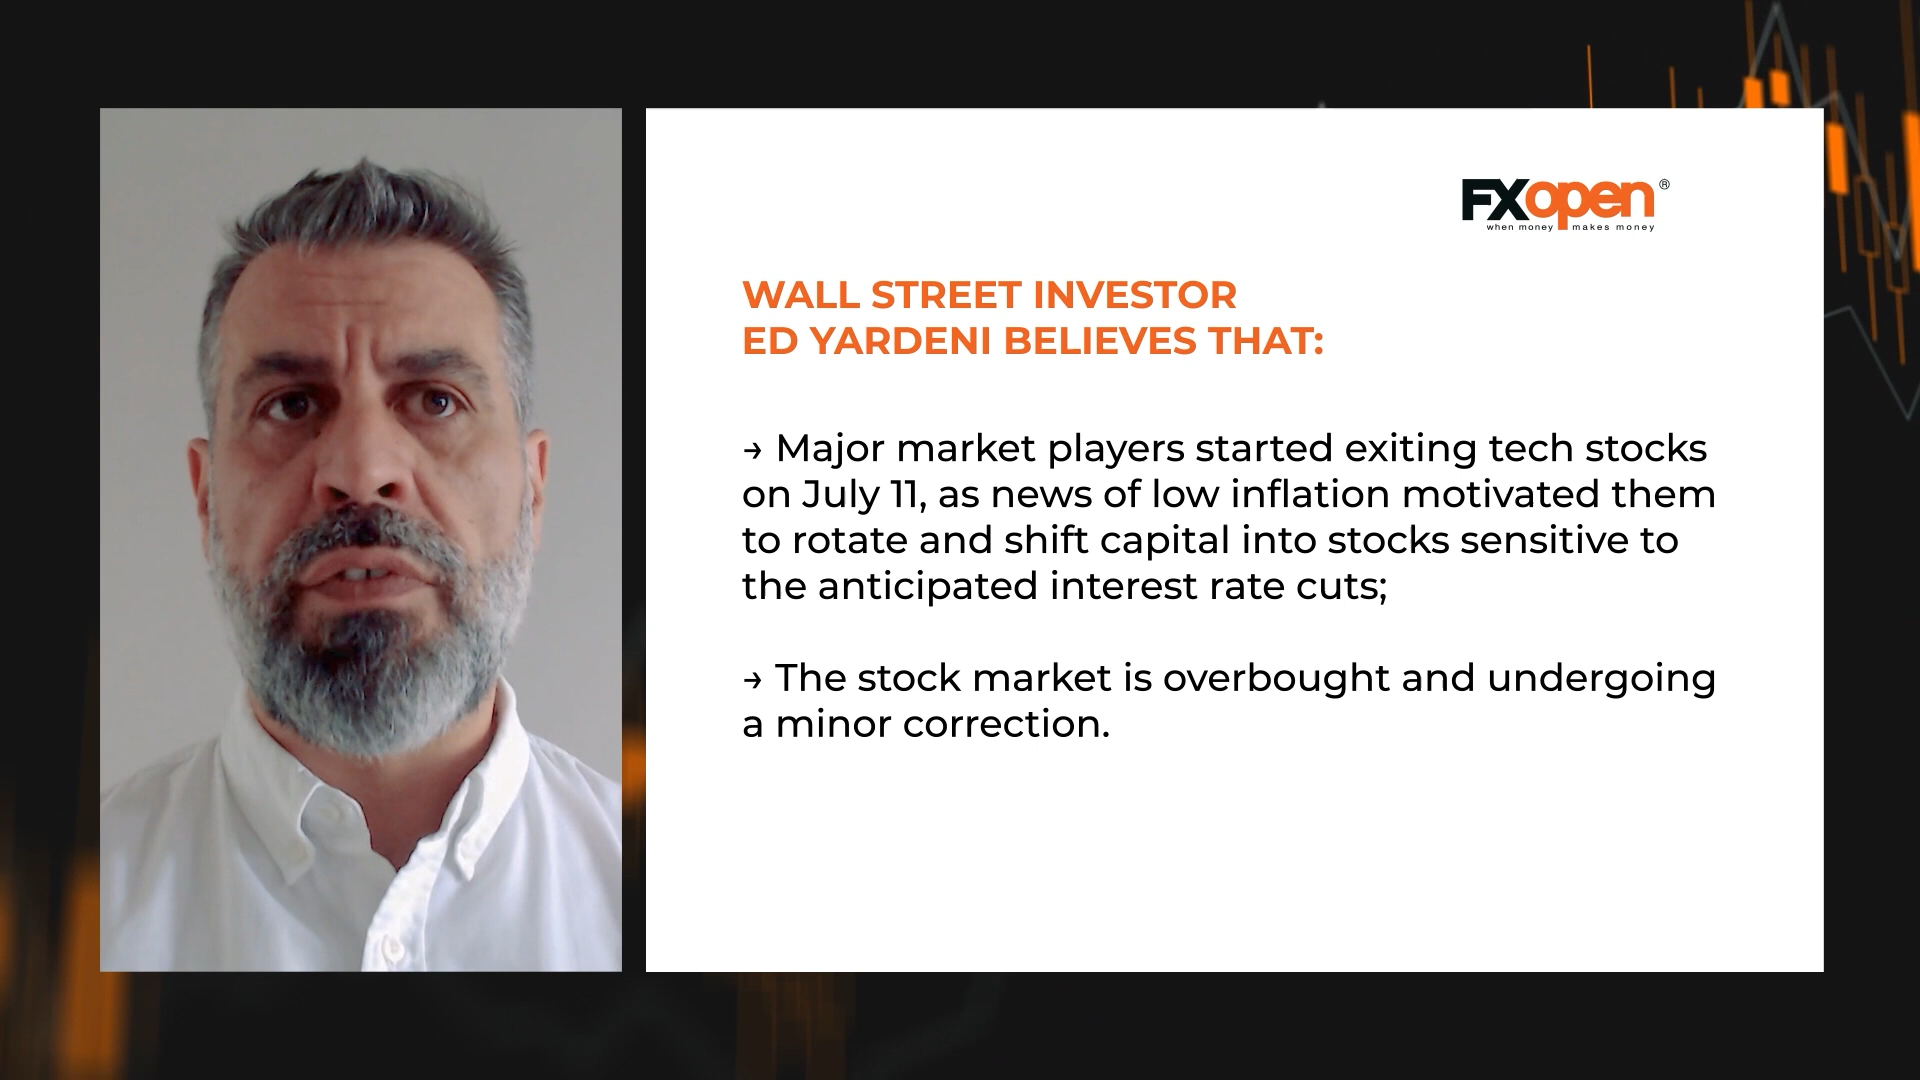 FXopen®
when money makes money
WALL STREET INVESTOR
ED YARDENI BELIEVES THAT:
→ Major market players started exiting tech stocks
on July 11, as news of low inflation motivated them
to rotate and shift capital into stocks sensitive to
the anticipated interest rate cuts;
→ The stock market is overbought and undergoing
a minor correction.